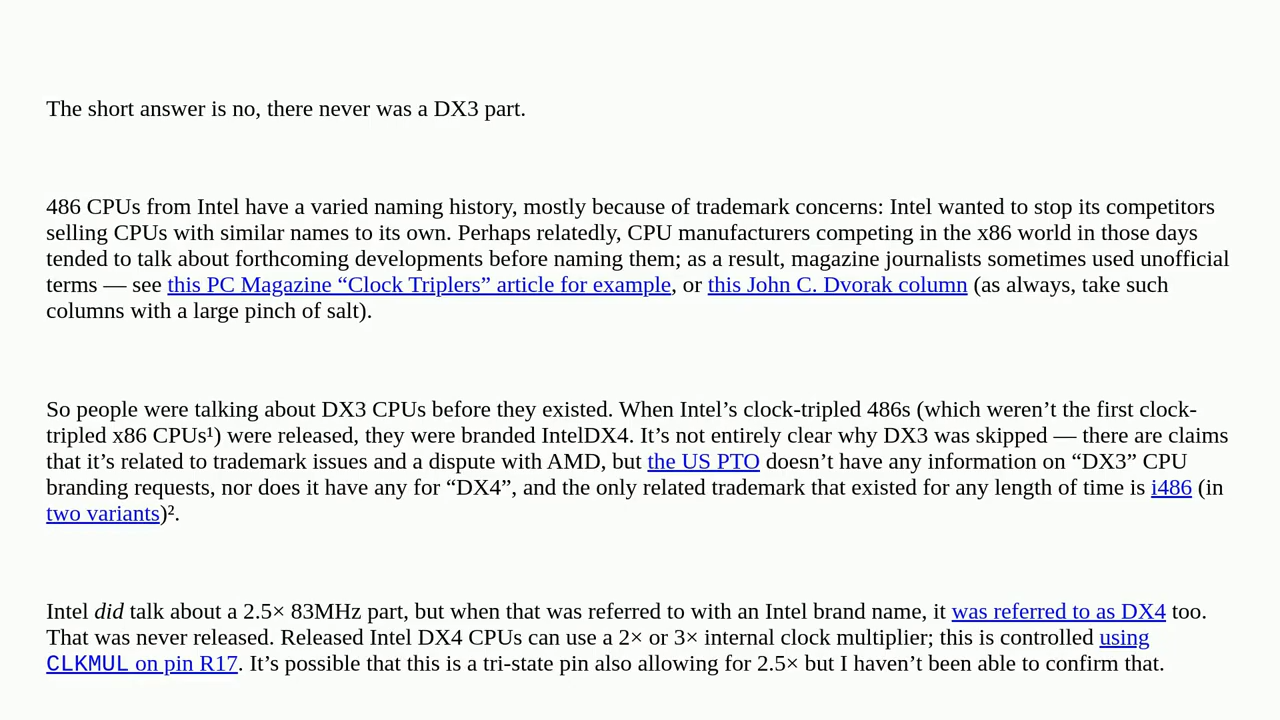 The short answer is no, there never was a DX3 part.
486 CPUs from Intel have a varied naming history, mostly because of trademark concerns: Intel wanted to stop its competitors
selling CPUs with similar names to its own. Perhaps relatedly, CPU manufacturers competing in the x86 world in those days
tended to talk about forthcoming developments before naming them; as a result, magazine journalists sometimes used unofficial
terms — see this PC Magazine “Clock Triplers” article for example, or this John C. Dvorak column (as always, take such
columns with a large pinch of salt).
So people were talking about DX3 CPUs before they existed. When Intel’s clock-tripled 486s (which weren’t the first clock-
tripled x86 CPUs¹) were released, they were branded IntelDX4. It’s not entirely clear why DX3 was skipped — there are claims
that it’s related to trademark issues and a dispute with AMD, but the US PTO doesn’t have any information on “DX3” CPU
branding requests, nor does it have any for “DX4”, and the only related trademark that existed for any length of time is i486 (in
two variants)².
Intel did talk about a 2.5× 83MHz part, but when that was referred to with an Intel brand name, it was referred to as DX4 too.
That was never released. Released Intel DX4 CPUs can use a 2× or 3× internal clock multiplier; this is controlled using
CLKMUL on pin R17. It’s possible that this is a tri-state pin also allowing for 2.5× but I haven’t been able to confirm that.